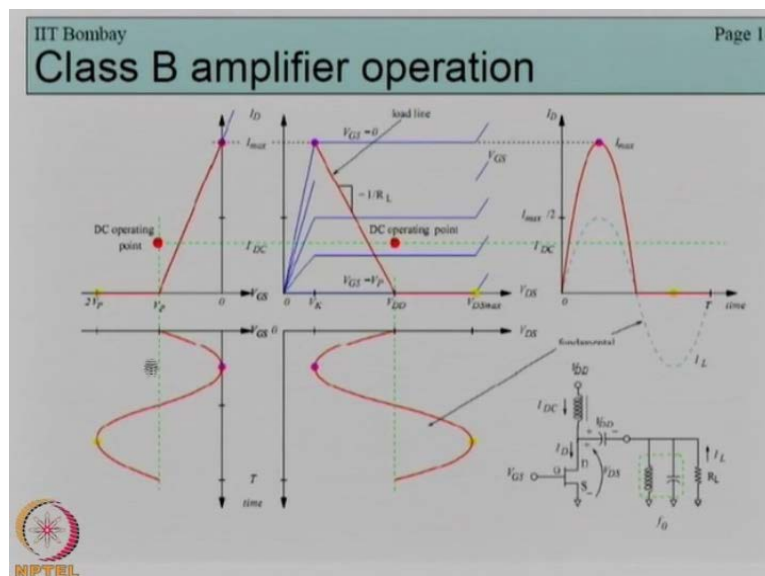 IIT Bombay
Page 1
Class B amplifier operation
I_D
I_max
DC operating point
I_DC
2V_P
V_P
0
V_GS
load line
V_GS =0
V_GS
-1/R_L
DC operating point
V_GS=V_P
0
V_K
V_DD
V_DSmax
V_DS
I_D
I_max
I_max/2
I_DC
0
T
time
V_GS
0
V_DS
fundamental
I_L
T
time
V_DD
I_DC
+
V_DD
-
I_D
I_L
D
+
V_GS
G
V_DS
R_L
S
-
f_0
NPTEL